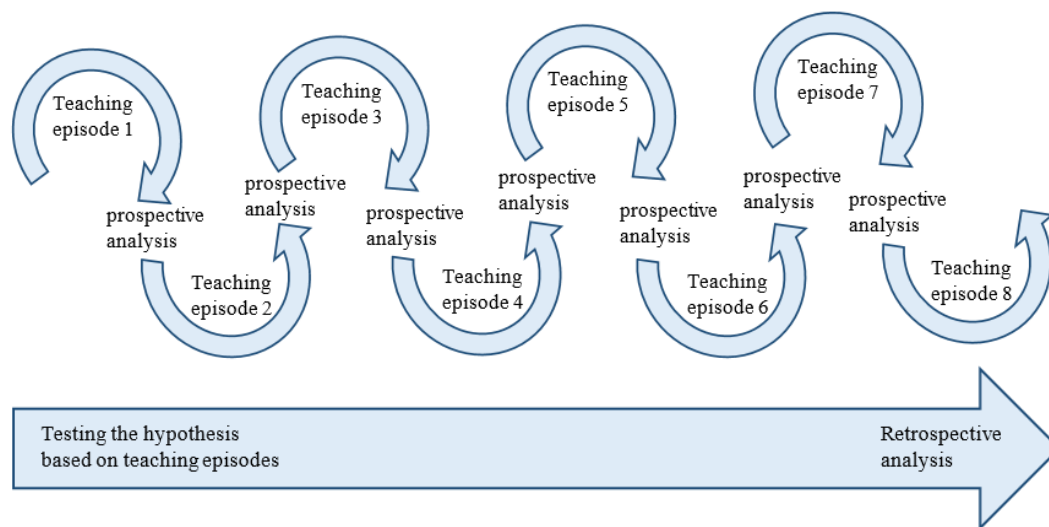 Teaching
episode 1
prospective
analysis
Teaching
episode 2
prospective
analysis
Teaching
episode 3
prospective
analysis
Teaching
episode 4
prospective
analysis
Teaching
episode 5
prospective
analysis
Teaching
episode 6
prospective
analysis
Teaching
episode 7
prospective
analysis
Teaching
episode 8
Testing the hypothesis
based on teaching episodes
Retrospective
analysis